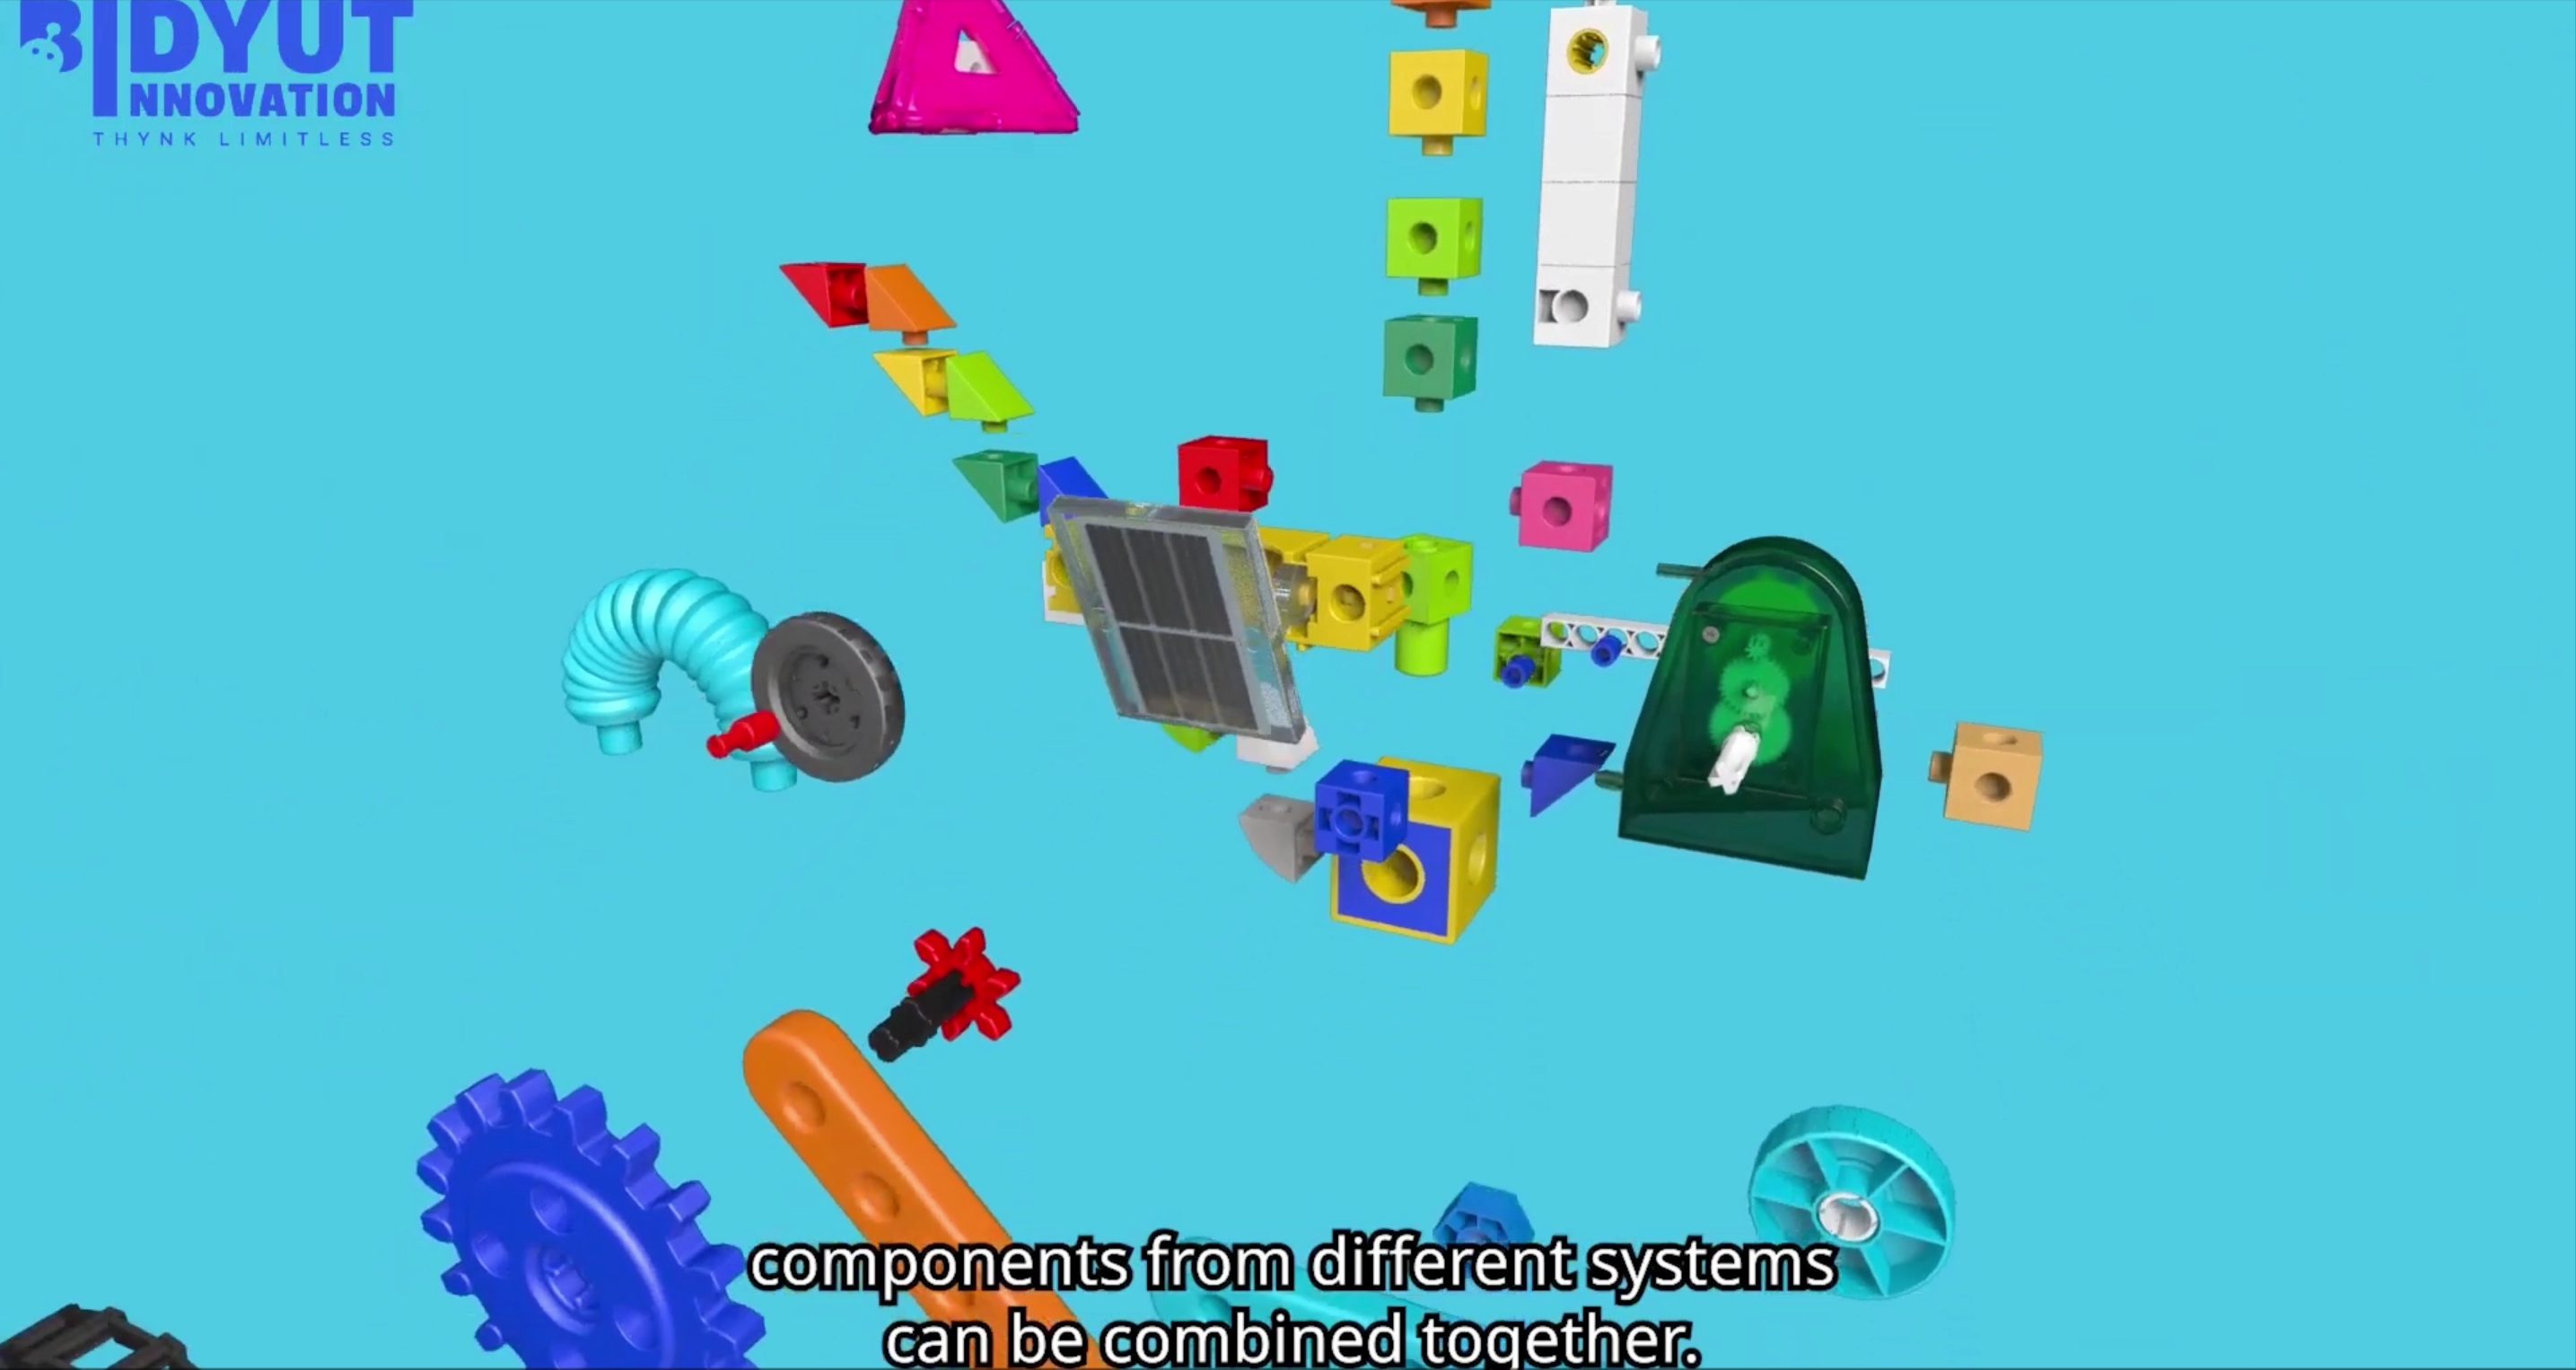 BIDYUT
INNOVATION
THYNK LIMITLESS
components from different systems
can be combined together.